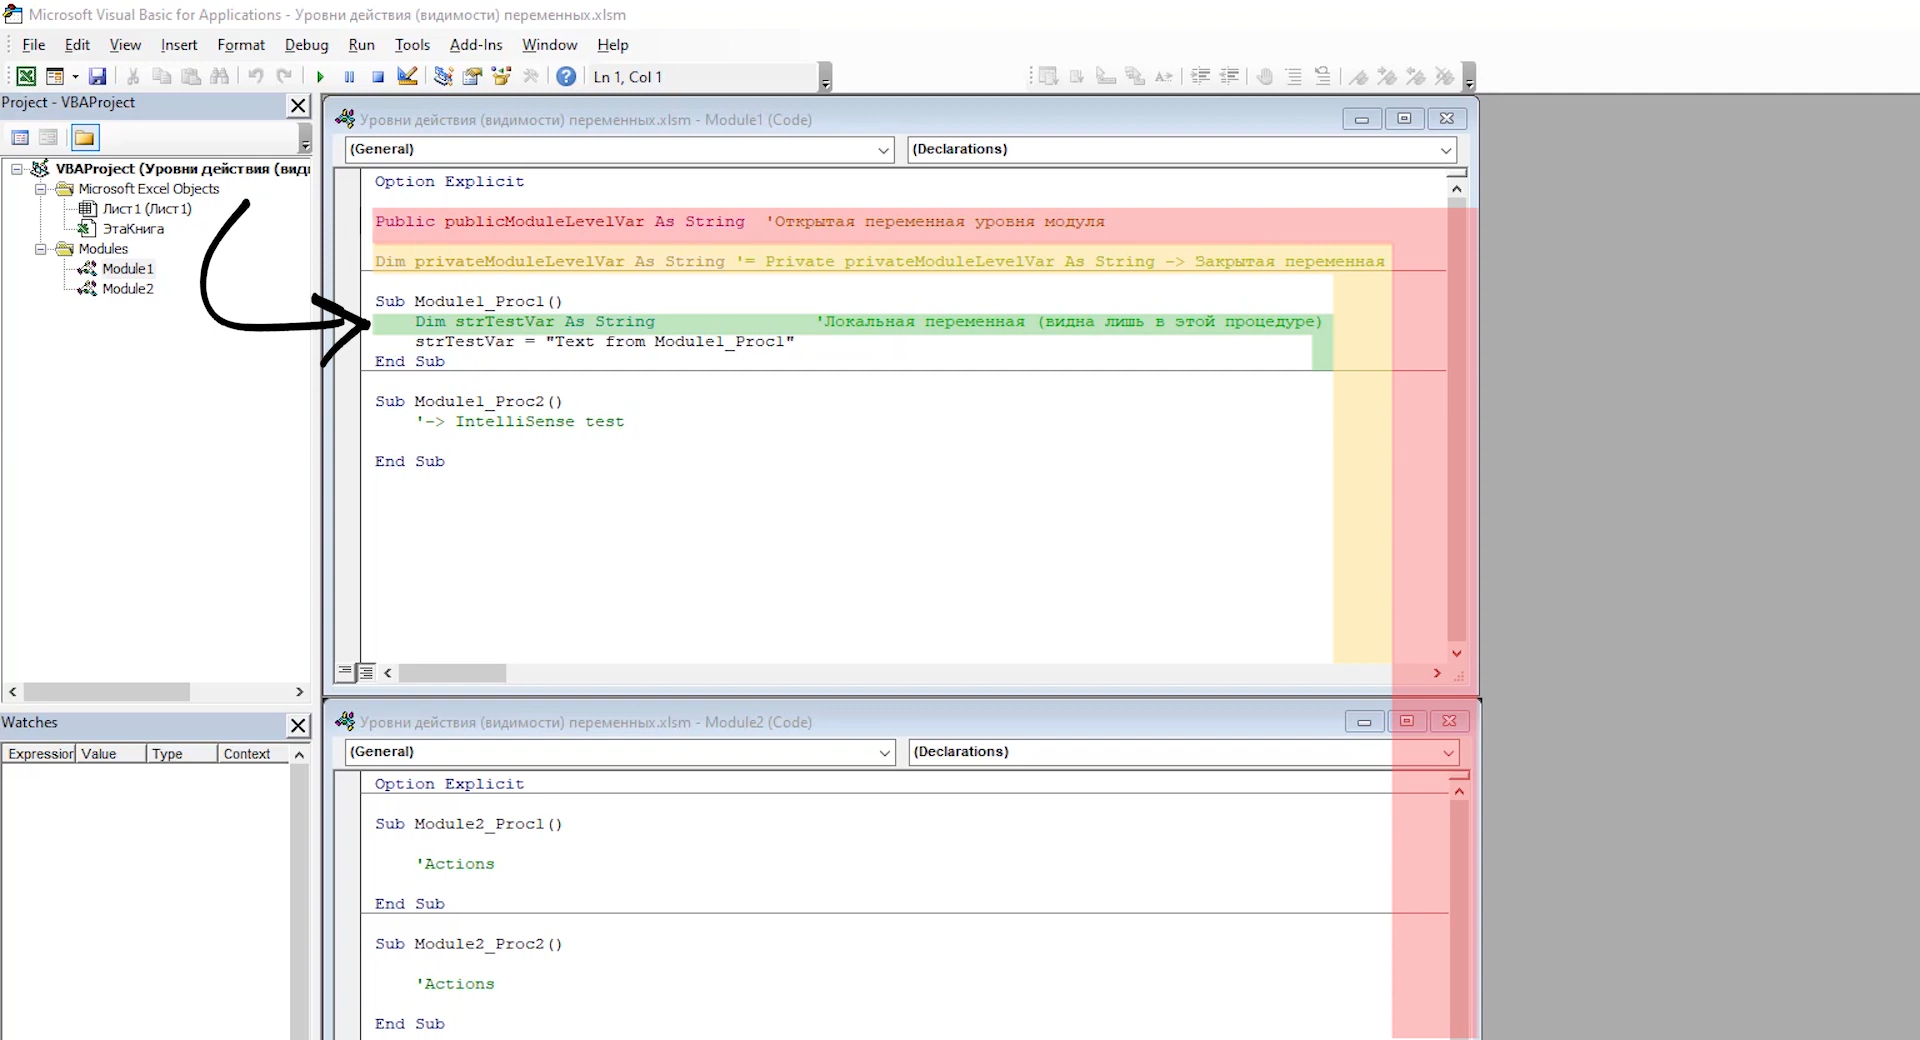 Microsoft Visual Basic for Applications - Уровни действия (видимости) переменных.xlsm
File Edit View Insert Format Debug Run Tools Add-Ins Window Help
Ln 1, Col 1
Project - VBAProject
VBAProject (Уровни действия (вид
Microsoft Excel Objects
Лист1 (Лист1)
ЭтаКнига
Modules
Module1
Module2
Watches
Expression Value Type Context
Уровни действия (видимости) переменных.xlsm - Module1 (Code)
(General) (Declarations)
Option Explicit
Public publicModuleLevelVar As String 'Открытая переменная уровня модуля
Dim privateModuleLevelVar As String '= Private privateModuleLevelVar As String -> Закрытая переменная
Sub Module1_Proc1()
Dim strTestVar As String 'Локальная переменная (видна лишь в этой процедуре)
strTestVar = "Text from Module1_Proc1"
End Sub
Sub Module1_Proc2()
'-> IntelliSense test
End Sub
Уровни действия (видимости) переменных.xlsm - Module2 (Code)
(General) (Declarations)
Option Explicit
Sub Module2_Proc1()
'Actions
End Sub
Sub Module2_Proc2()
'Actions
End Sub